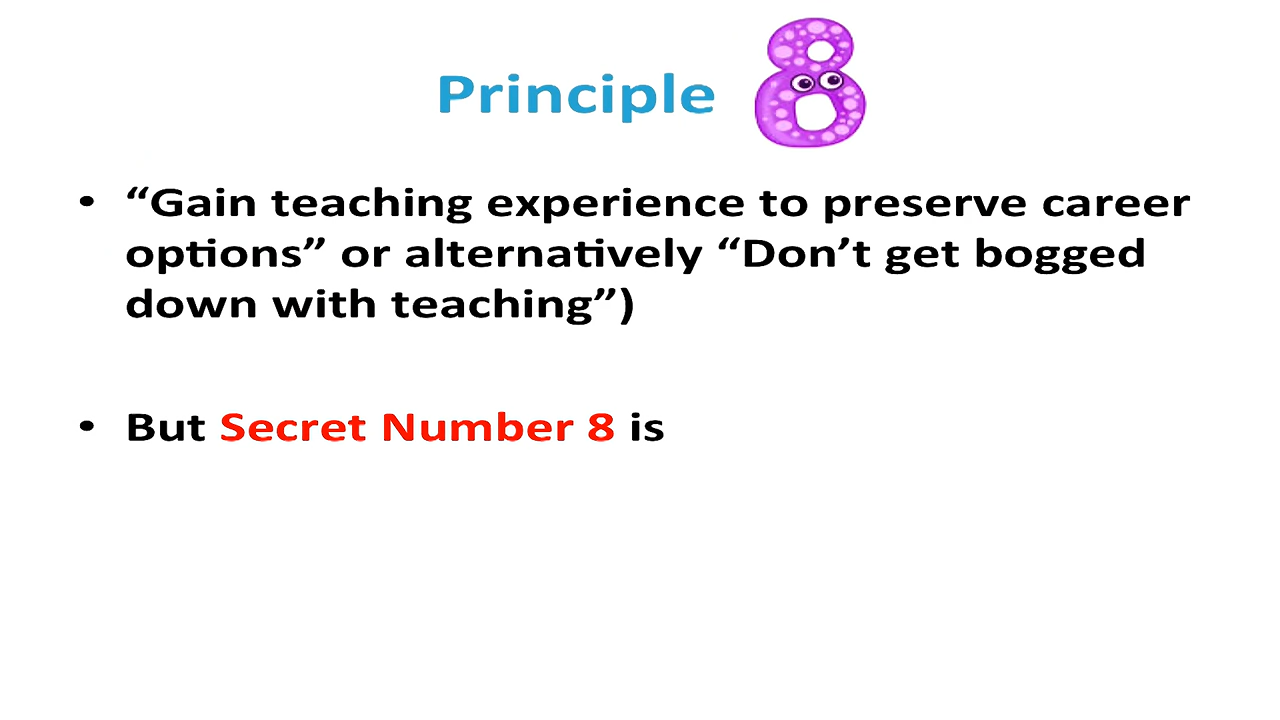 Principle 8
• “Gain teaching experience to preserve career
options” or alternatively “Don’t get bogged
down with teaching”)
• But Secret Number 8 is